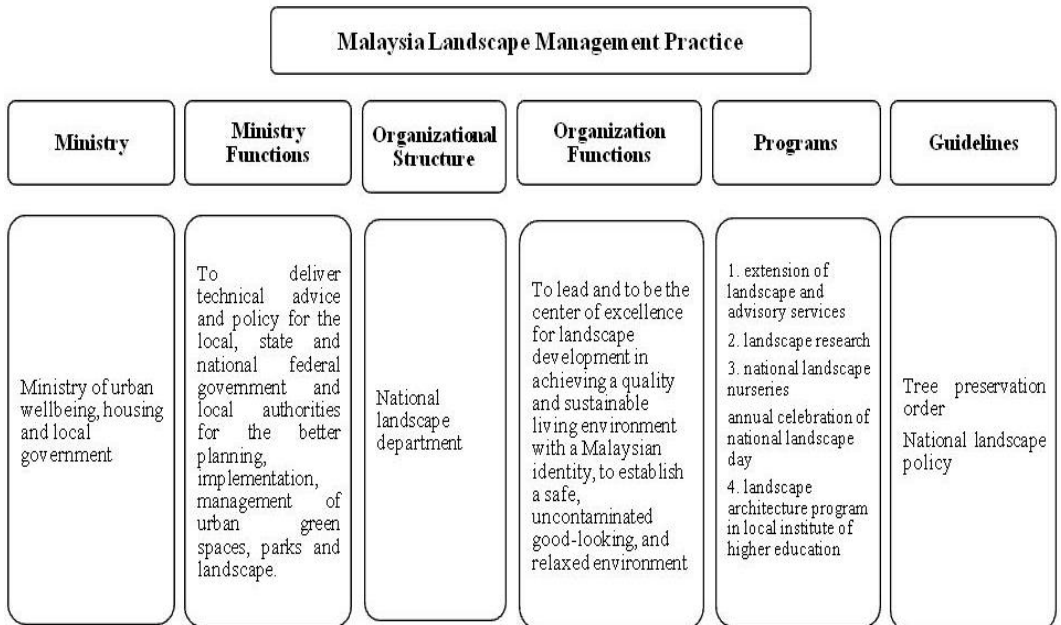 Malaysia Landscape Management Practice
Ministry
Ministry
Functions
Organizational
Structure
Organization
Functions
Programs
Guidelines
Ministry of urban
wellbeing, housing
and local
government
To deliver
technical advice
and policy for the
local, state and
national federal
government and
local authorities
for the better
planning,
implementation,
management of
urban green
spaces, parks and
landscape.
National
landscape
department
To lead and to be the
center of excellence
for landscape
development in
achieving a quality
and sustainable
living environment
with a Malaysian
identity, to establish
a safe,
uncontaminated
good-looking, and
relaxed environment
1. extension of
landscape and
advisory services
2. landscape research
3. national landscape
nurseries
annual celebration of
national landscape
day
4. landscape
architecture program
in local institute of
higher education
Tree preservation
order
National landscape
policy